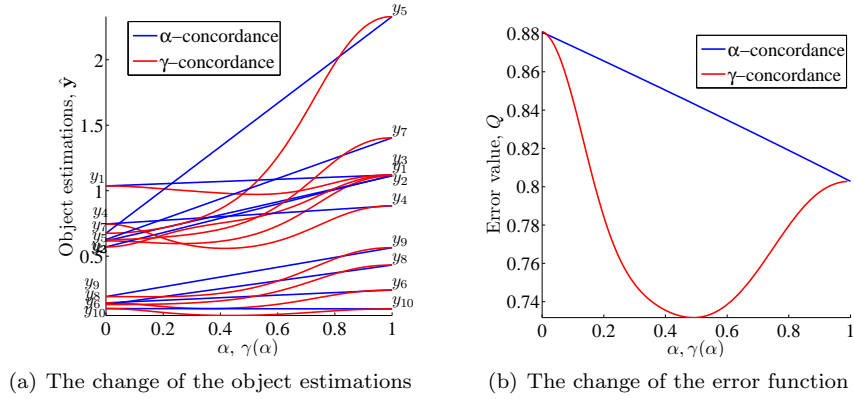 α−concordance
γ−concordance
Object estimations, ŷ
2
1.5
1
0.5
y5
y7
y3
y1
y2
y4
y9
y8
y6
y10
y1
y4
y7
y5
y9
y8
y6
y10
0 0.2 0.4 0.6 0.8 1
α, γ(α)
(a) The change of the object estimations
α−concordance
γ−concordance
Error value, Q
0.88
0.86
0.84
0.82
0.8
0.78
0.76
0.74
0 0.2 0.4 0.6 0.8 1
α, γ(α)
(b) The change of the error function